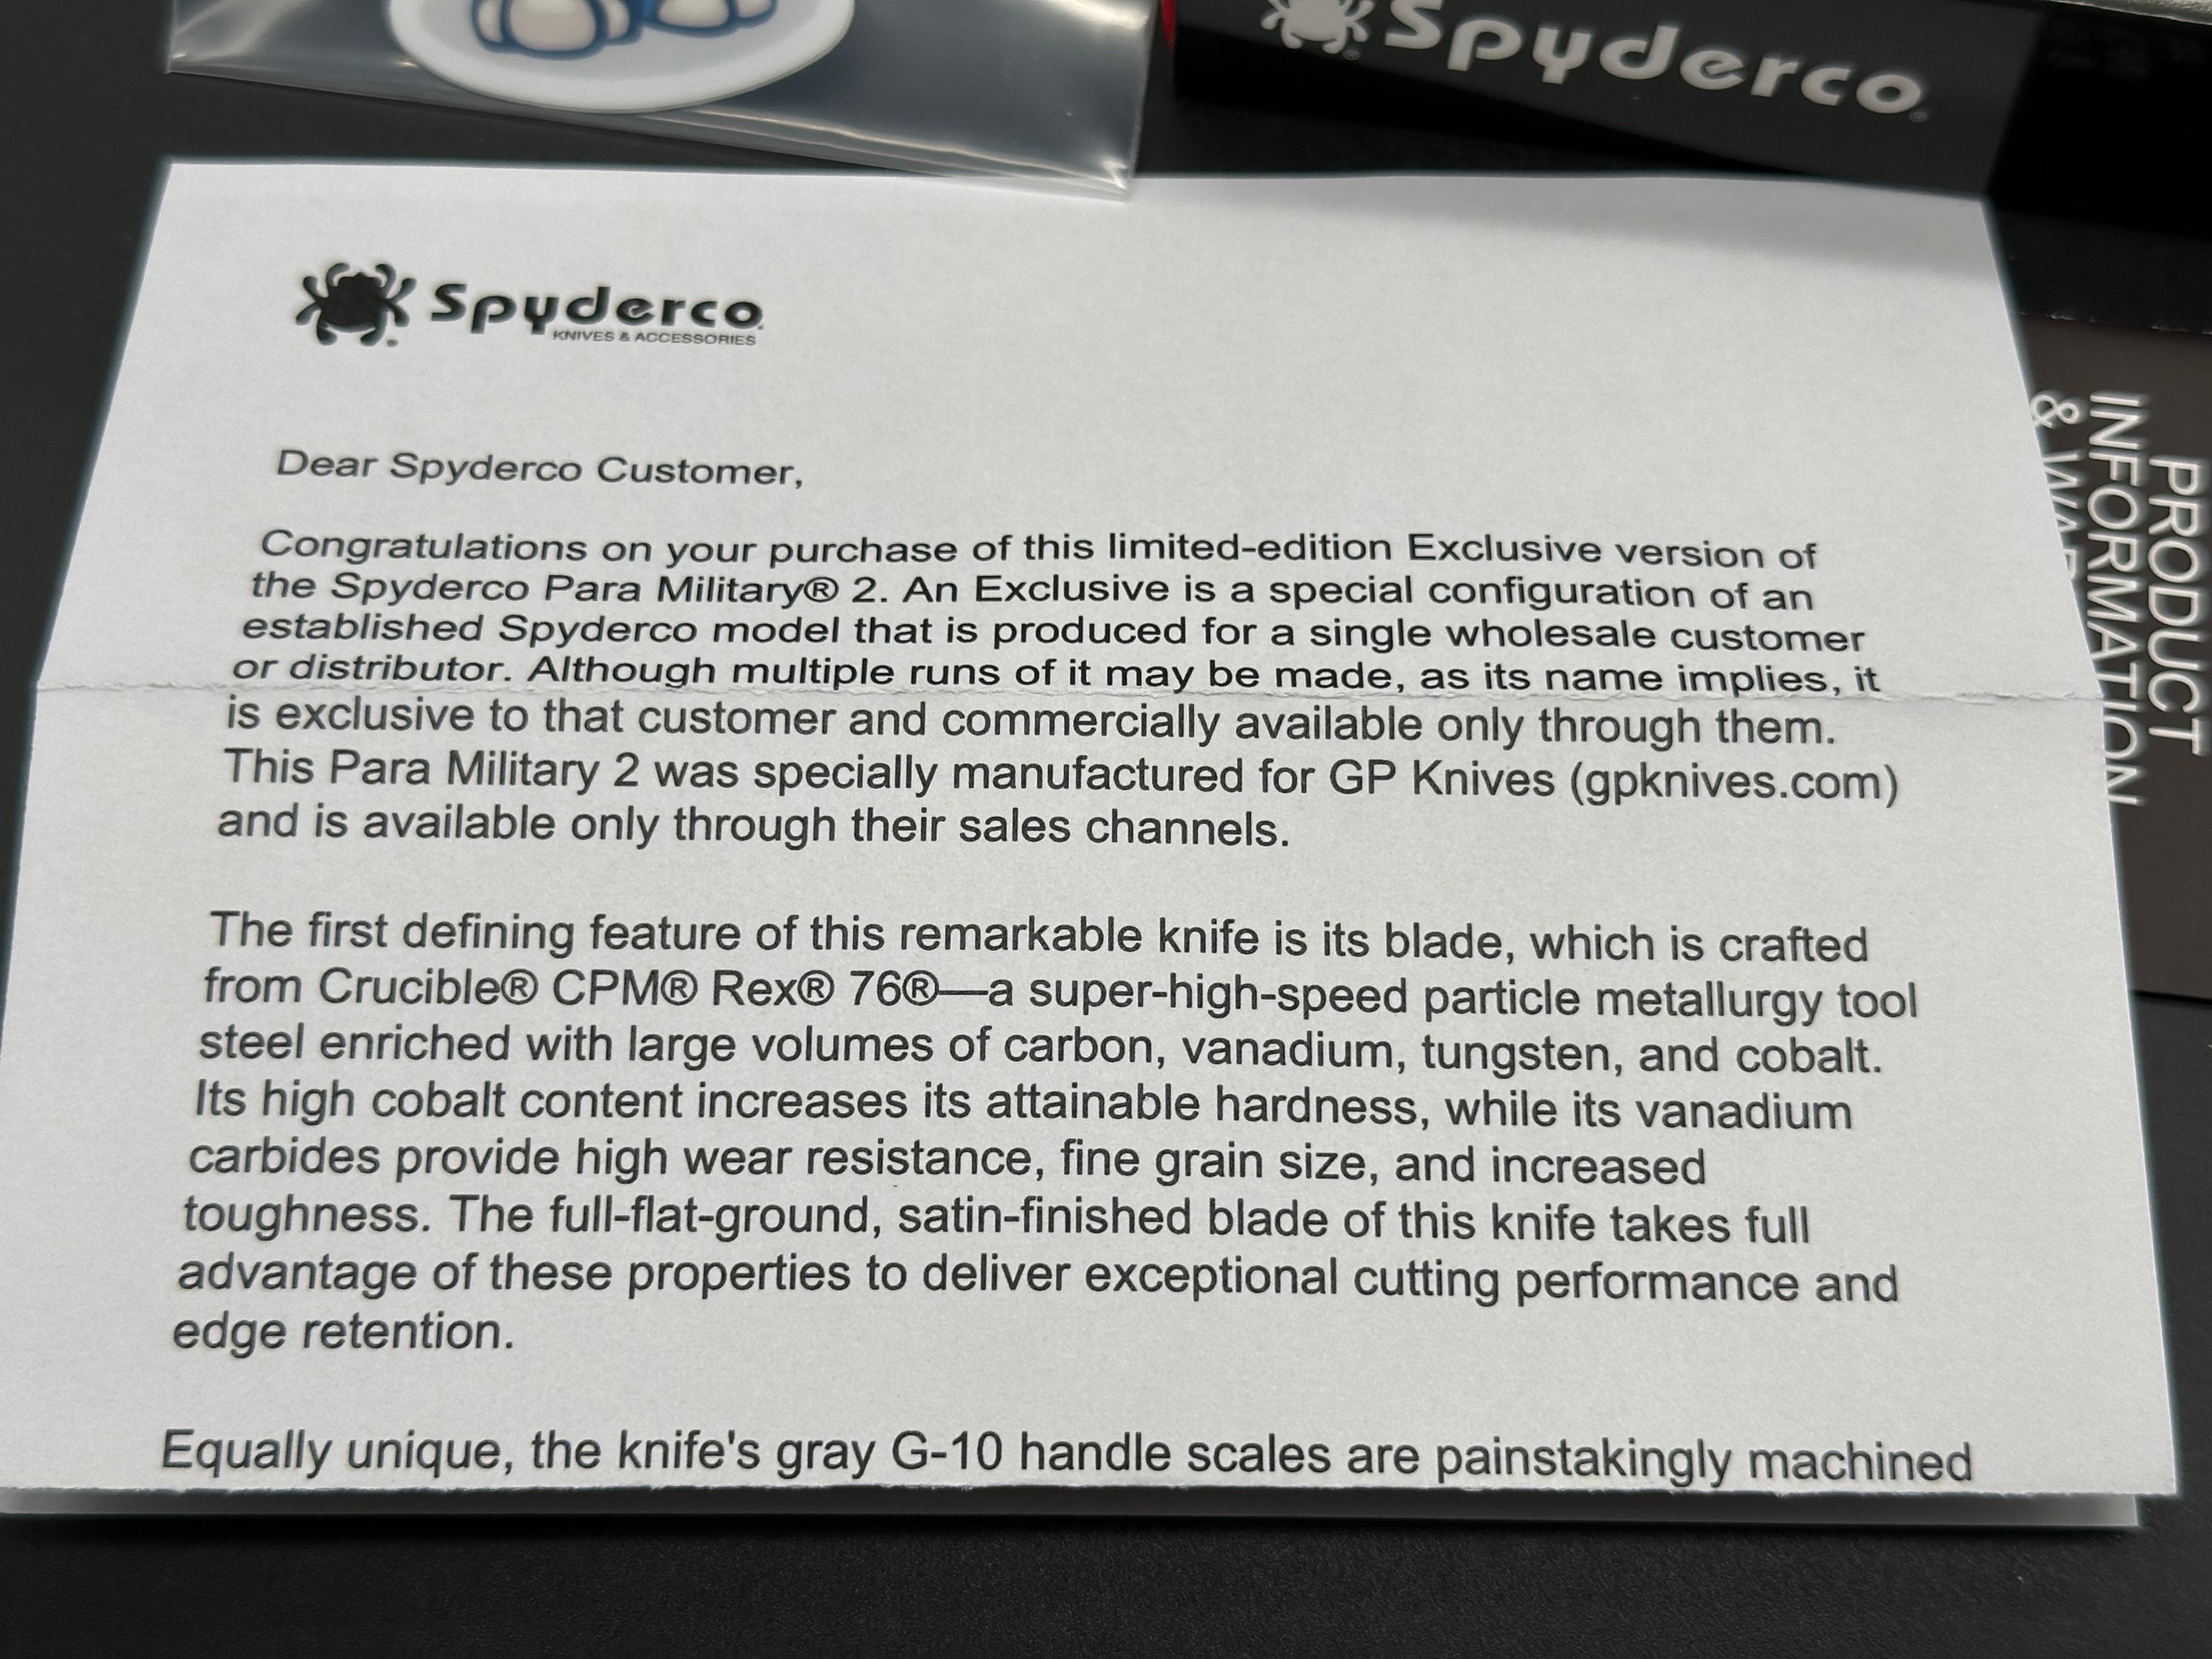 Spyderco
Spyderco
KNIVES & ACCESSORIES
Dear Spyderco Customer,
Congratulations on your purchase of this limited-edition Exclusive version of
the Spyderco Para Military® 2. An Exclusive is a special configuration of an
established Spyderco model that is produced for a single wholesale customer
or distributor. Although multiple runs of it may be made, as its name implies, it
is exclusive to that customer and commercially available only through them.
This Para Military 2 was specially manufactured for GP Knives (gpknives.com)
and is available only through their sales channels.
The first defining feature of this remarkable knife is its blade, which is crafted
from Crucible® CPM® Rex® 76®—a super-high-speed particle metallurgy tool
steel enriched with large volumes of carbon, vanadium, tungsten, and cobalt.
Its high cobalt content increases its attainable hardness, while its vanadium
carbides provide high wear resistance, fine grain size, and increased
toughness. The full-flat-ground, satin-finished blade of this knife takes full
advantage of these properties to deliver exceptional cutting performance and
edge retention.
Equally unique, the knife's gray G-10 handle scales are painstakingly machined
PRODUCT
INFORMATION
&